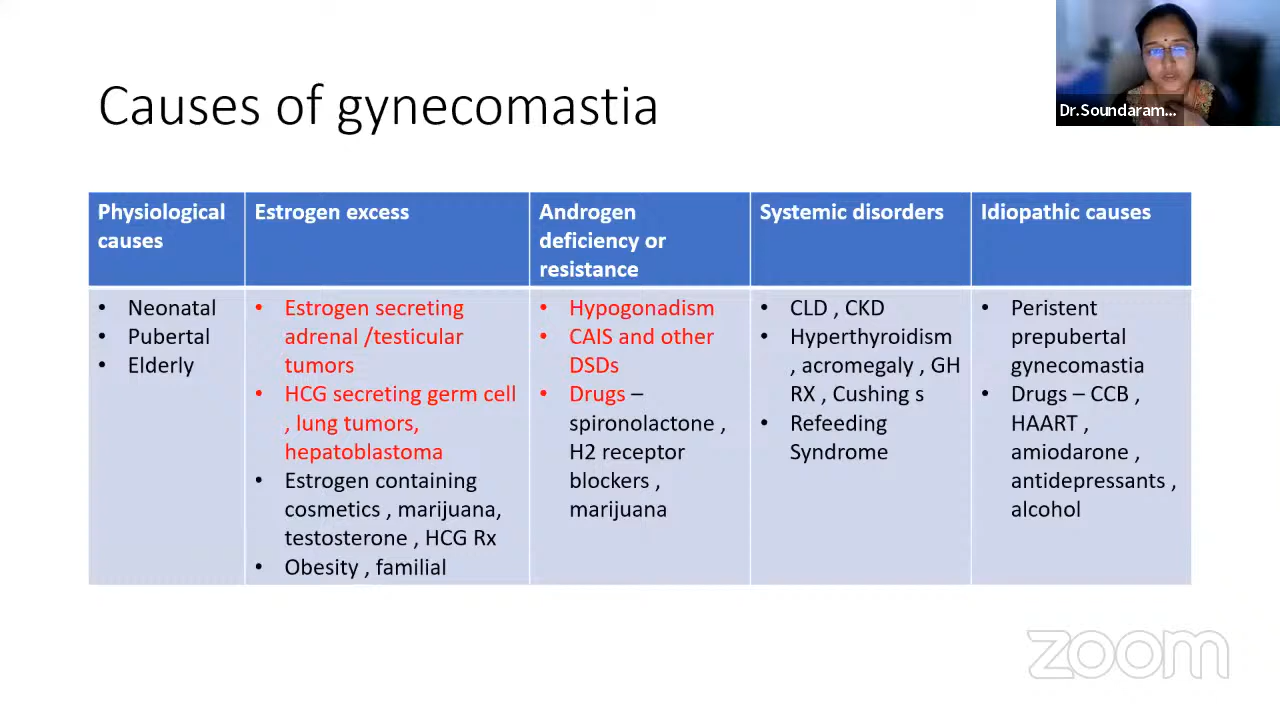 Dr.Soundaram...
Causes of gynecomastia
Physiological
causes
Estrogen excess
Androgen
deficiency or
resistance
Systemic disorders
Idiopathic causes
• Neonatal
• Pubertal
• Elderly
• Estrogen secreting
adrenal /testicular
tumors
• HCG secreting germ cell
, lung tumors,
hepatoblastoma
• Estrogen containing
cosmetics , marijuana,
testosterone , HCG Rx
• Obesity , familial
• Hypogonadism
• CAIS and other
DSDs
• Drugs –
spironolactone ,
H2 receptor
blockers ,
marijuana
• CLD , CKD
• Hyperthyroidism
, acromegaly , GH
RX , Cushing s
• Refeeding
Syndrome
• Peristent
prepubertal
gynecomastia
• Drugs – CCB ,
HAART ,
amiodarone ,
antidepressants ,
alcohol
zoom